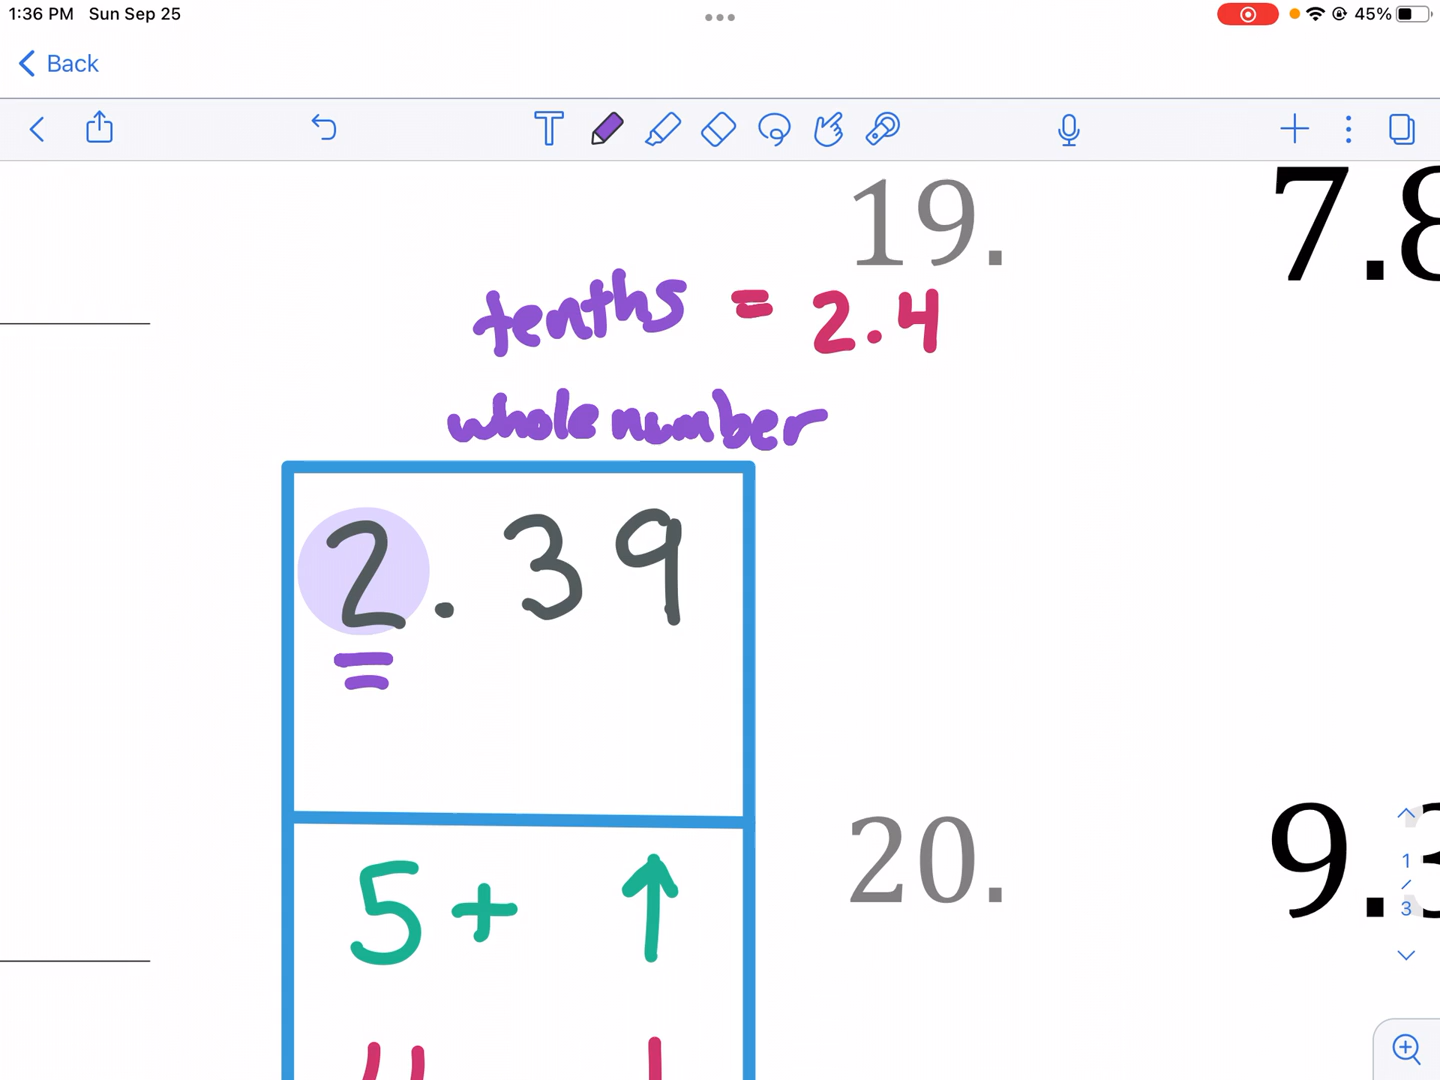 1:36 PM Sun Sep 25
45%
Back
19.
7.8
tenths = 2.4
whole number
2.39
20.
9.3
1
/
3
5+ ↑